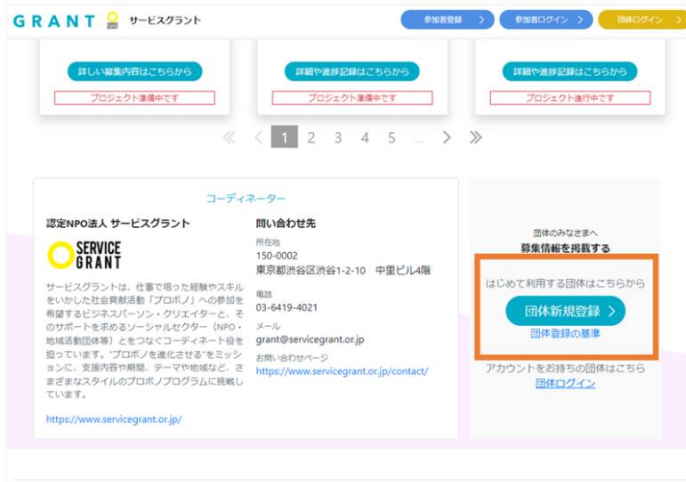 GRANT サービスグラント
参加者登録
参加者ログイン
団体ログイン
詳しい募集内容はこちらから
詳細や進捗記録はこちらから
詳細や進捗記録はこちらから
プロジェクト準備中です
プロジェクト準備中です
プロジェクト進行中です
≪ < 1 2 3 4 5 ... > ≫
コーディネーター
認定NPO法人 サービスグラント
SERVICE
GRANT
サービスグラントは、仕事で培った経験やスキル
をいかした社会貢献活動「プロボノ」への参加を
希望するビジネスパーソン・クリエイターと、そ
のサポートを求めるソーシャルセクター（NPO・
地域活動団体等）とをつなぐコーディネート役を
担っています。“プロボノを進化させる”をミッシ
ョンに、支援内容や期間、テーマや地域など、さ
まざまなスタイルのプロボノプログラムに挑戦し
ています。
https://www.servicegrant.or.jp/
問い合わせ先
所在地
150-0002
東京都渋谷区渋谷1-2-10 中里ビル4階
電話
03-6419-4021
メール
grant@servicegrant.or.jp
お問い合わせページ
https://www.servicegrant.or.jp/contact/
団体のみなさまへ
募集情報を掲載する
はじめて利用する団体はこちらから
団体新規登録
団体登録の基準
アカウントをお持ちの団体はこちら
団体ログイン